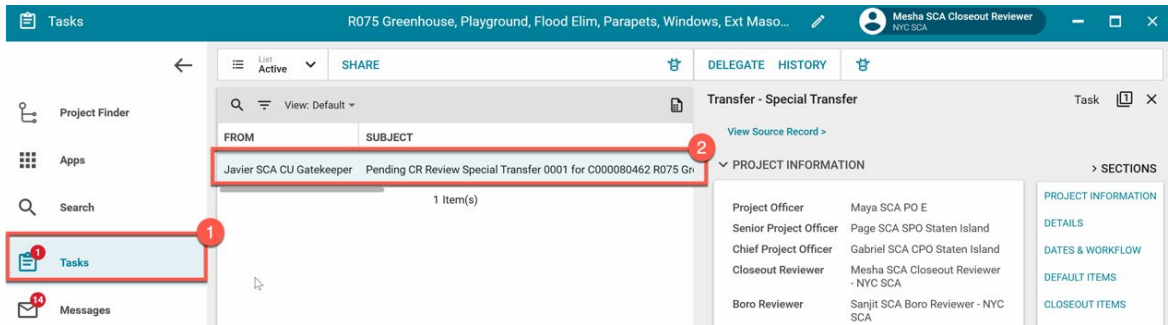 Tasks
R075 Greenhouse, Playground, Flood Elim, Parapets, Windows, Ext Maso...
Mesha SCA Closeout Reviewer
NYC SCA
List
Active
SHARE
DELEGATE HISTORY
View: Default
Transfer - Special Transfer
Task 1
FROM SUBJECT
View Source Record >
2
Javier SCA CU Gatekeeper Pending CR Review Special Transfer 0001 for C000080462 R075 Gr
1 Item(s)
PROJECT INFORMATION
> SECTIONS
Project Finder
Apps
Search
1
1
Tasks
14
Messages
Project Officer Maya SCA PO E
Senior Project Officer Page SCA SPO Staten Island
Chief Project Officer Gabriel SCA CPO Staten Island
Closeout Reviewer Mesha SCA Closeout Reviewer
- NYC SCA
Boro Reviewer Sanjit SCA Boro Reviewer - NYC
SCA
PROJECT INFORMATION
DETAILS
DATES & WORKFLOW
DEFAULT ITEMS
CLOSEOUT ITEMS